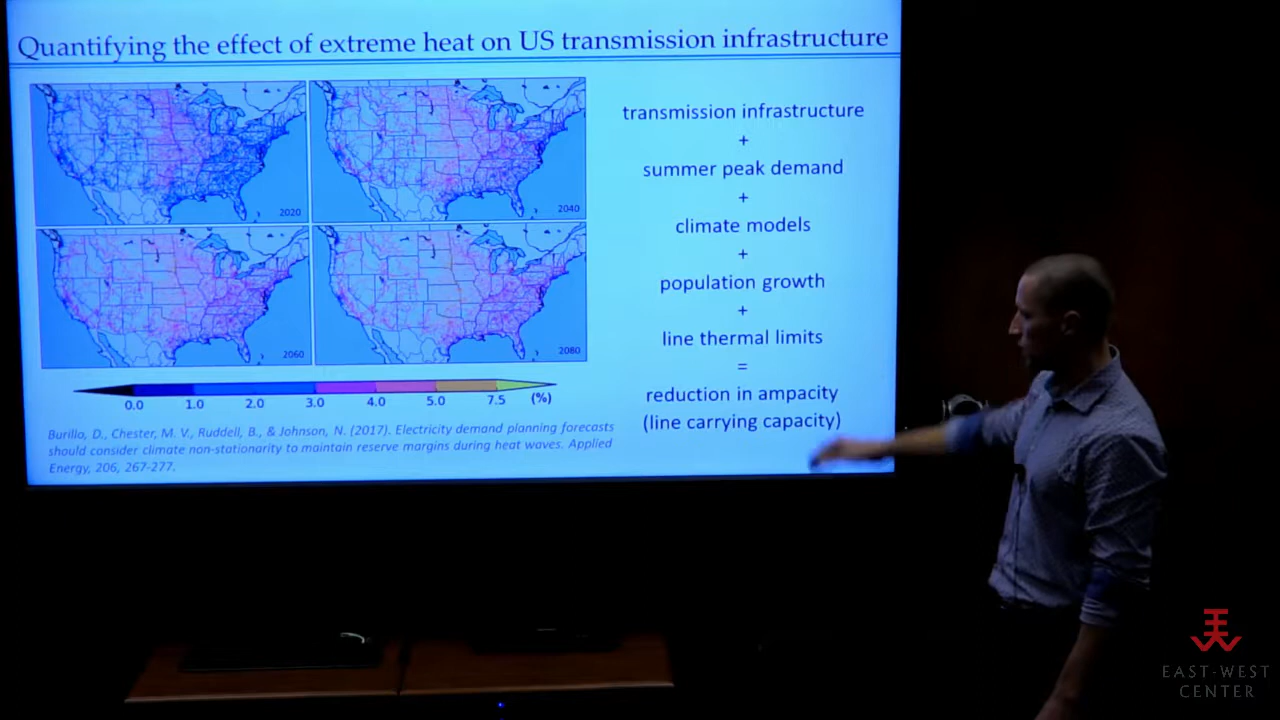 Quantifying the effect of extreme heat on US transmission infrastructure
2020
2040
2060
2080
0.0 1.0 2.0 3.0 4.0 5.0 7.5 (%)
Burillo, D., Chester, M. V., Ruddell, B., & Johnson, N. (2017). Electricity demand planning forecasts
should consider climate non-stationarity to maintain reserve margins during heat waves. Applied
Energy, 206, 267-277.
transmission infrastructure
+
summer peak demand
+
climate models
+
population growth
+
line thermal limits
=
reduction in ampacity
(line carrying capacity)
EAST-WEST
CENTER